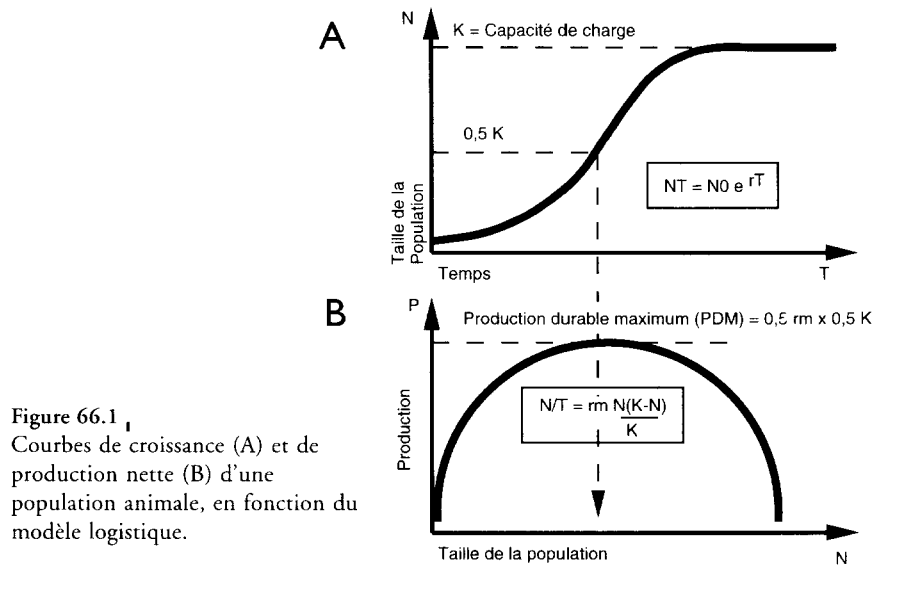 A
N
K = Capacité de charge
0,5 K
NT = N0 e rT
Taille de la
Population
Temps
T
B
P
Production durable maximum (PDM) = 0,5 rm x 0,5 K
N/T = rm N(K-N)
K
Production
Taille de la population
N
Figure 66.1
Courbes de croissance (A) et de
production nette (B) d'une
population animale, en fonction du
modèle logistique.